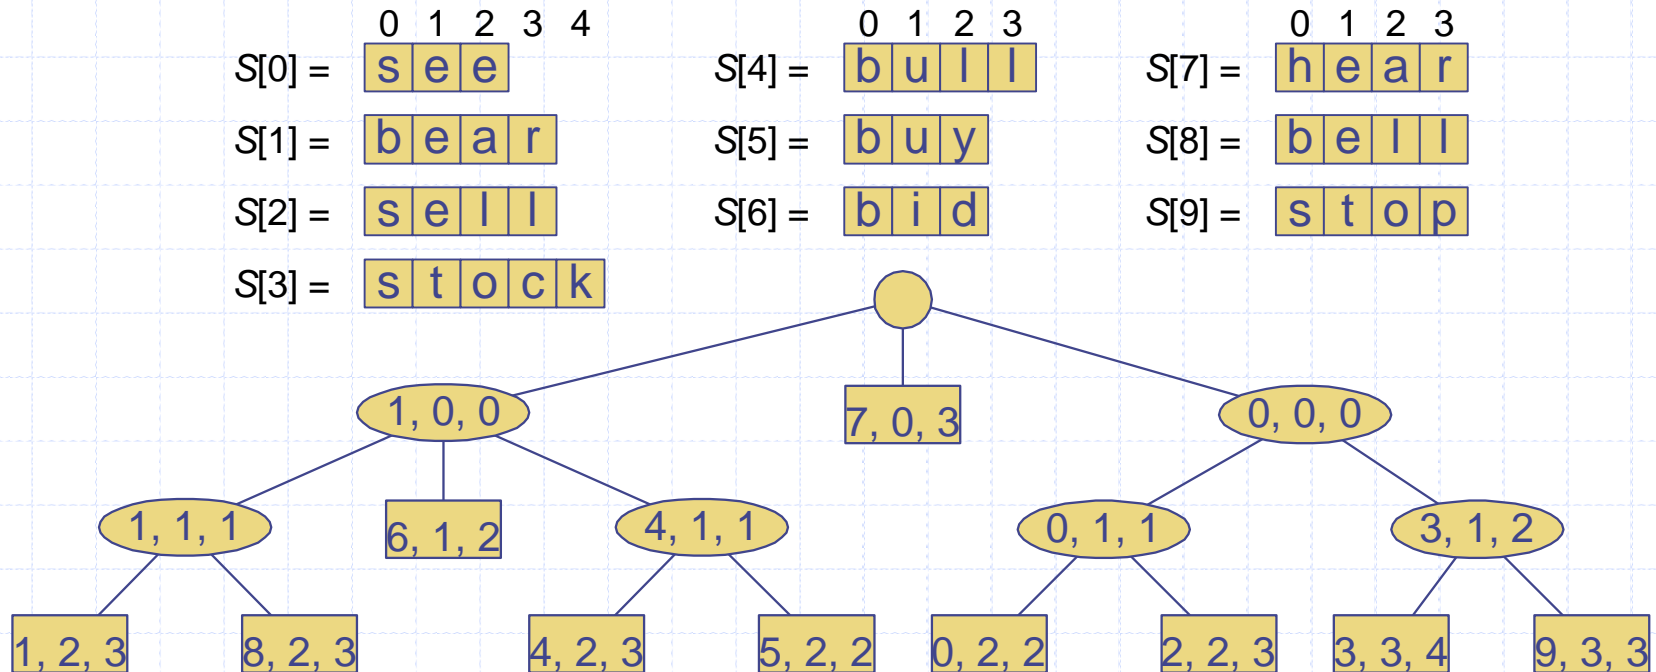 0 1 2 3 4 0 1 2 3 0 1 2 3
S[0] = s e e S[4] = b u l l S[7] = h e a r
S[1] = b e a r S[5] = b u y S[8] = b e l l
S[2] = s e l l S[6] = b i d S[9] = s t o p
S[3] = s t o c k
1, 0, 0 7, 0, 3 0, 0, 0
1, 1, 1 6, 1, 2 4, 1, 1 0, 1, 1 3, 1, 2
1, 2, 3 8, 2, 3 4, 2, 3 5, 2, 2 0, 2, 2 2, 2, 3 3, 3, 4 9, 3, 3